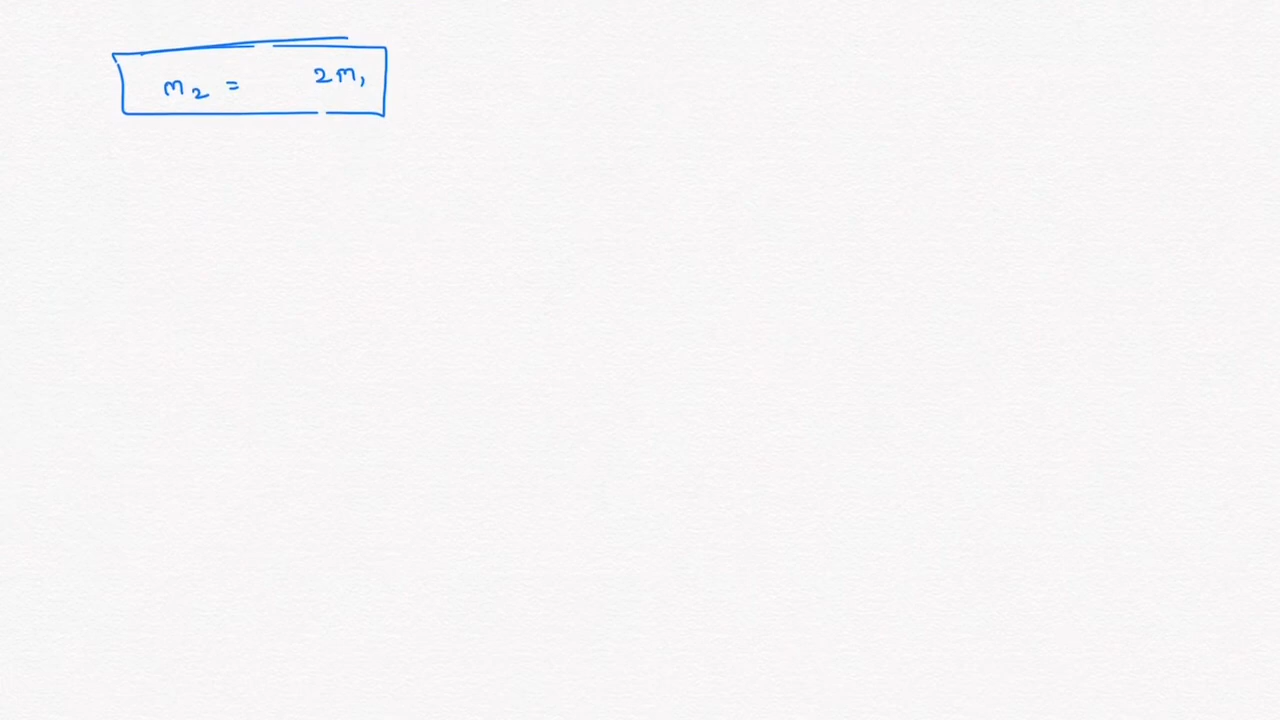 m₂ = 2m₁